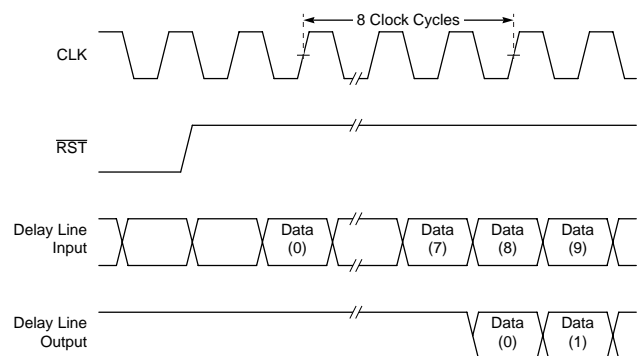 8 Clock Cycles
CLK
RST
Delay Line
Input
Data
(0)
Data
(7)
Data
(8)
Data
(9)
Delay Line
Output
Data
(0)
Data
(1)